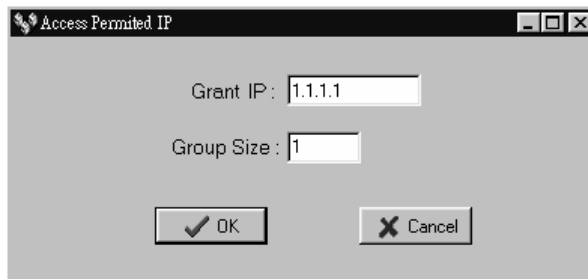 Access Permited IP
Grant IP : 1.1.1.1
Group Size : 1
OK Cancel